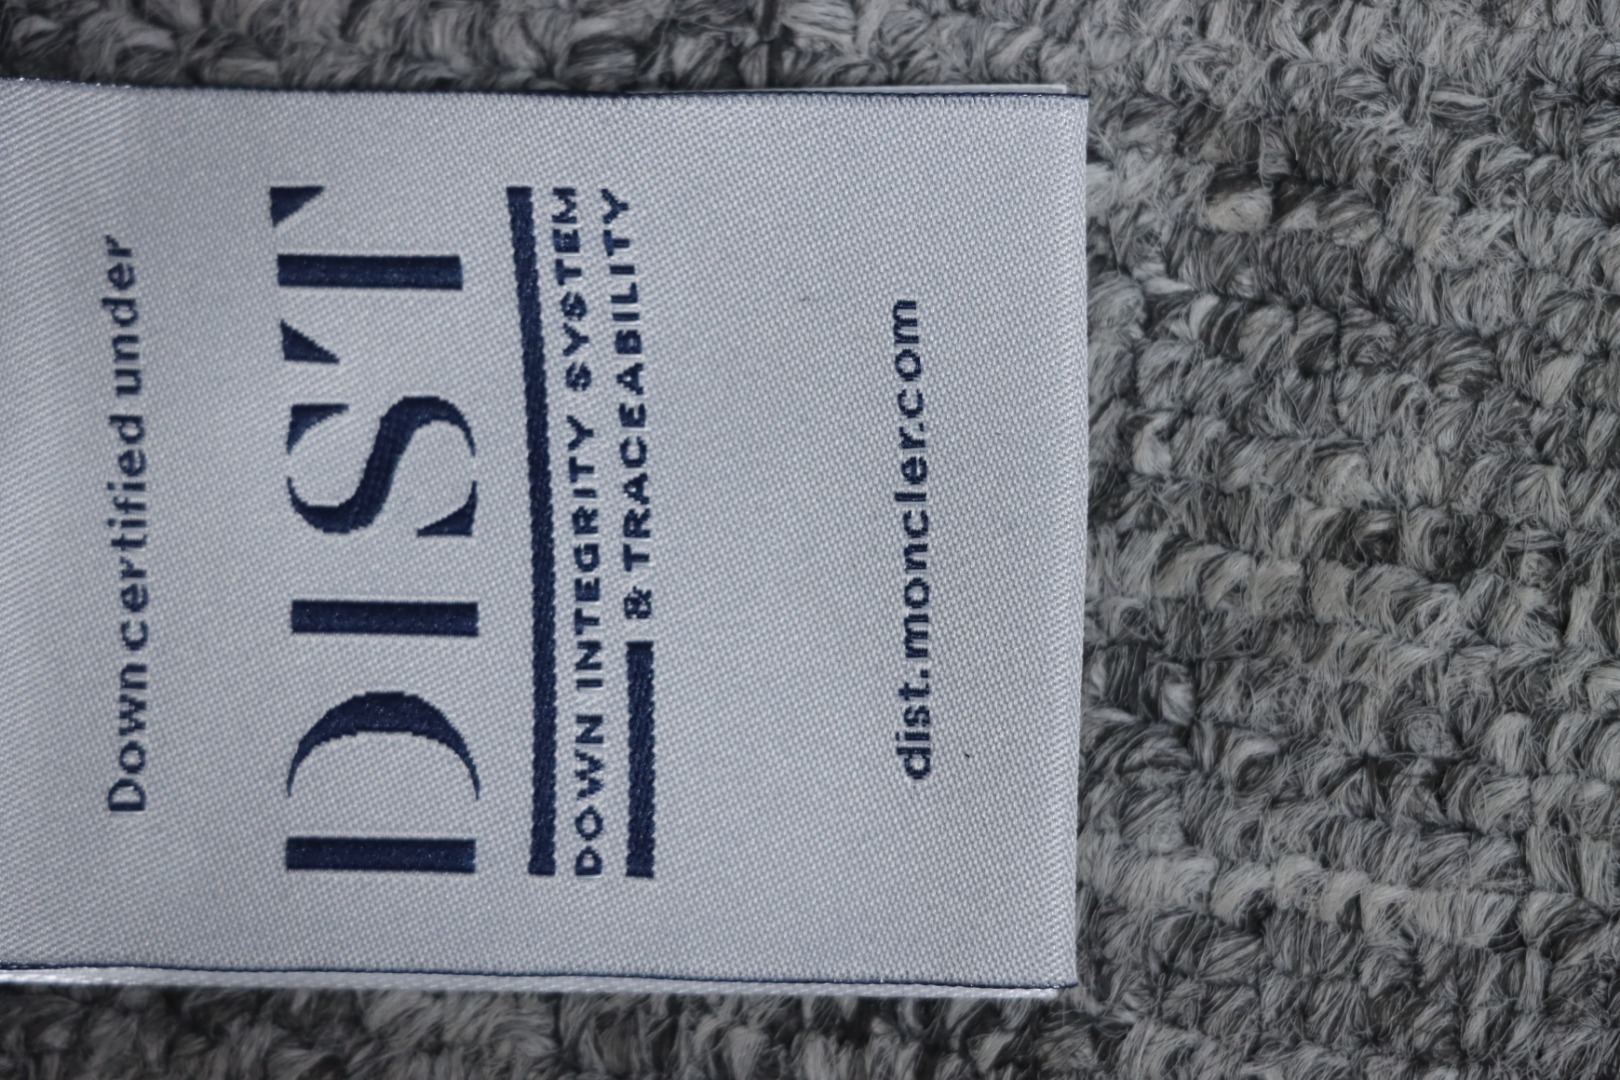 Down certified under
DIST
DOWN INTEGRITY SYSTEM
& TRACEABILITY
dist.moncler.com